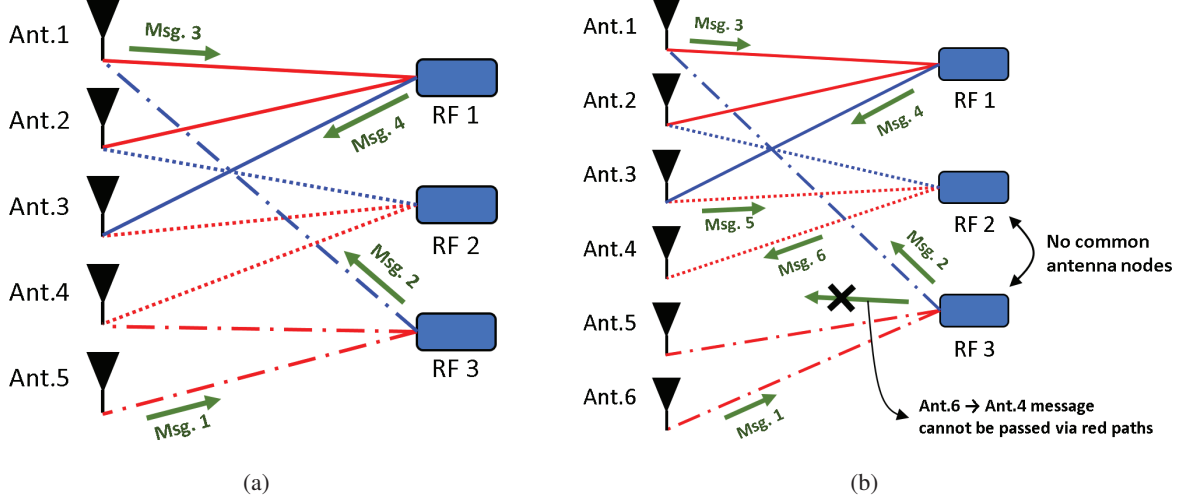 Ant.1
Msg. 3
RF 1
Ant.2
Msg. 4
Ant.3
RF 2
Msg. 2
Ant.4
RF 3
Ant.5
Msg. 1
(a)
Ant.1
Msg. 3
RF 1
Ant.2
Msg. 4
Ant.3
Msg. 5
RF 2
Ant.4
Msg. 6
Msg. 2
No common
antenna nodes
Ant.5
RF 3
Ant.6
Msg. 1
Ant.6 → Ant.4 message
cannot be passed via red paths
(b)